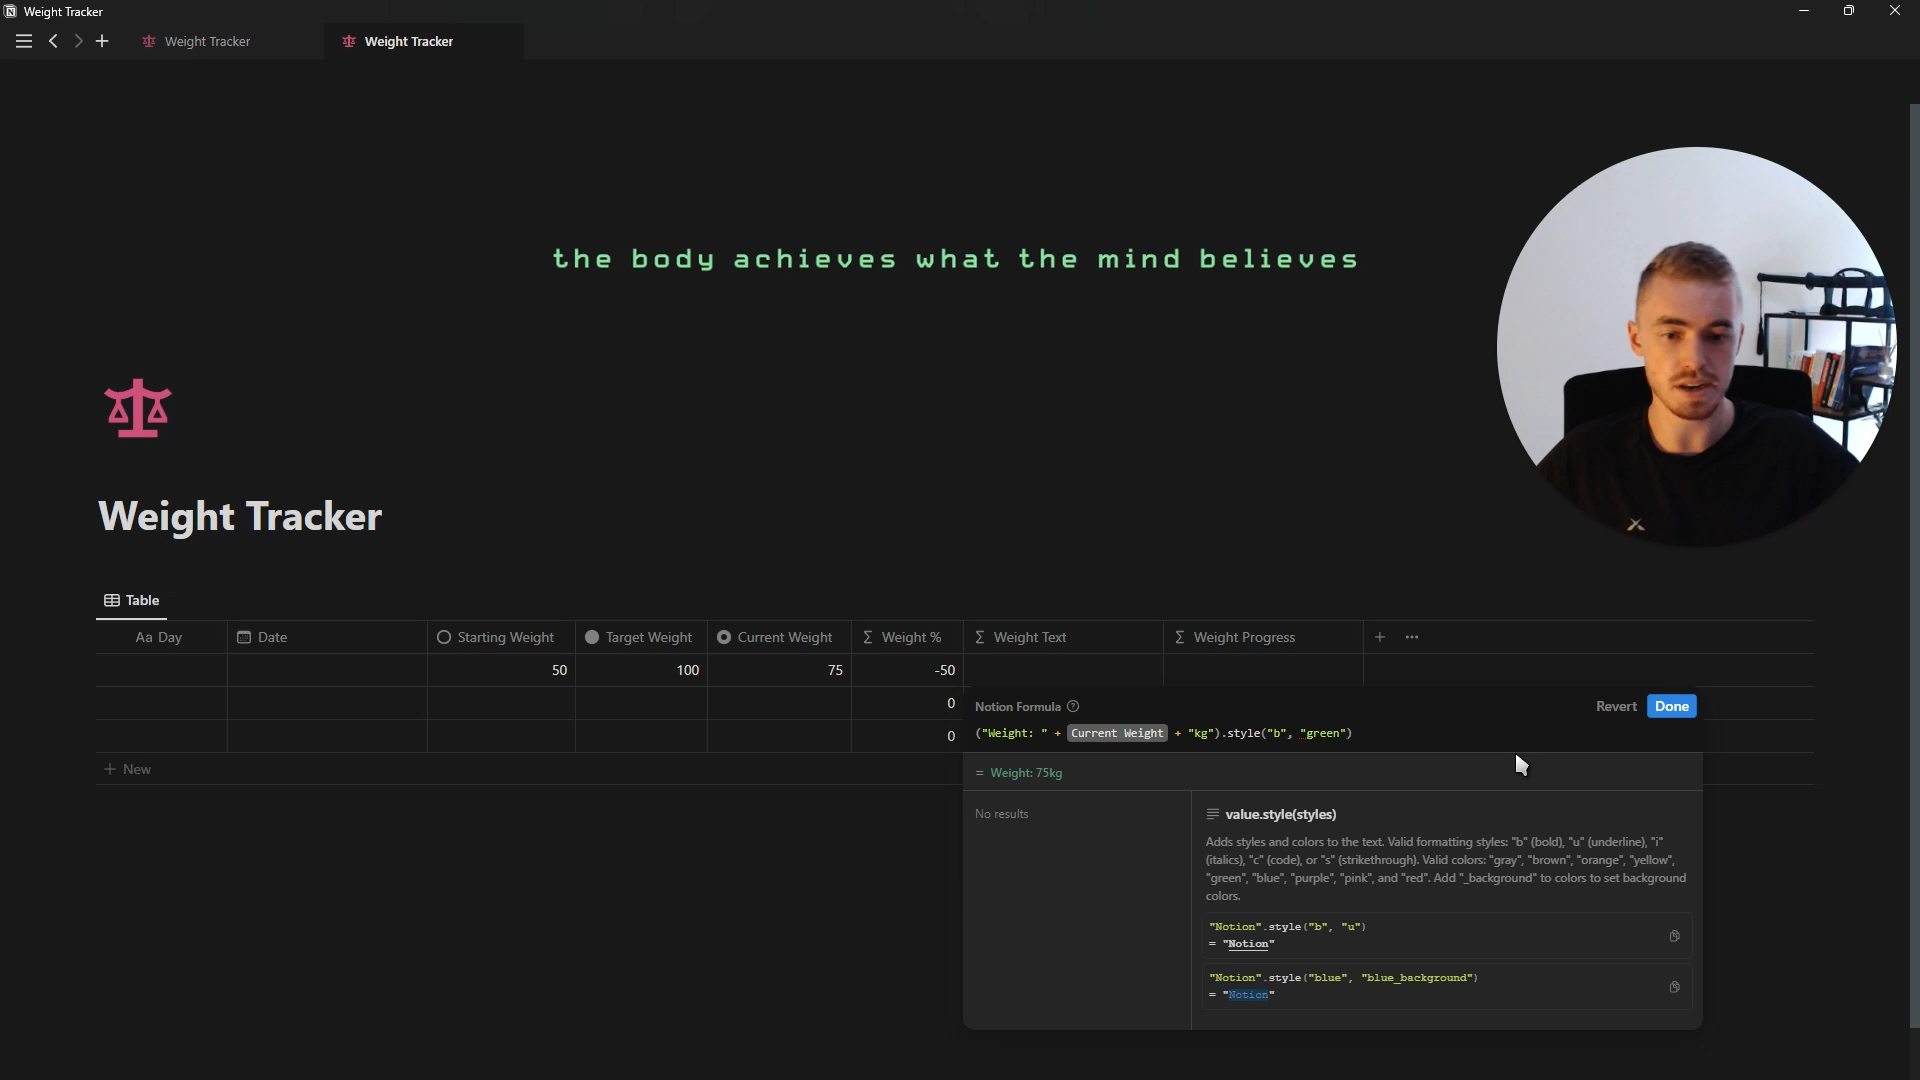 Weight Tracker
Weight Tracker
Weight Tracker
the body achieves what the mind believes
Weight Tracker
Table
Aa Day Date Starting Weight Target Weight Current Weight Σ Weight % Σ Weight Text Σ Weight Progress + •••
50 100 75 -50
0
0
+ New
Notion Formula Revert Done
("Weight: " + Current Weight + "kg").style("b", "green")
= Weight: 75kg
No results
value.style(styles)
Adds styles and colors to the text. Valid formatting styles: "b" (bold), "u" (underline), "i"
(italics), "c" (code), or "s" (strikethrough). Valid colors: "gray", "brown", "orange", "yellow",
"green", "blue", "purple", "pink", and "red". Add "_background" to colors to set background
colors.
"Notion".style("b", "u")
= "Notion"
"Notion".style("blue", "blue_background")
= "Notion"